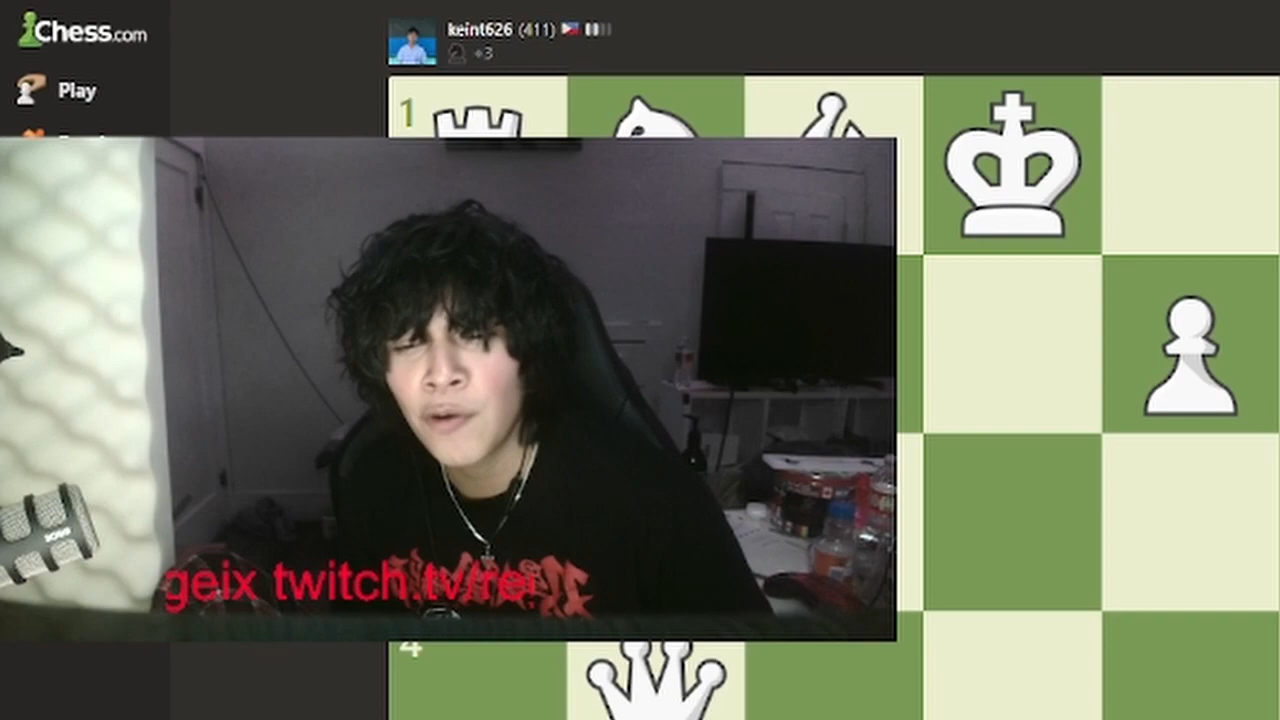 Chess.com
keint626 (411)
+3
Play
1
geix twitch.tv/rei
4